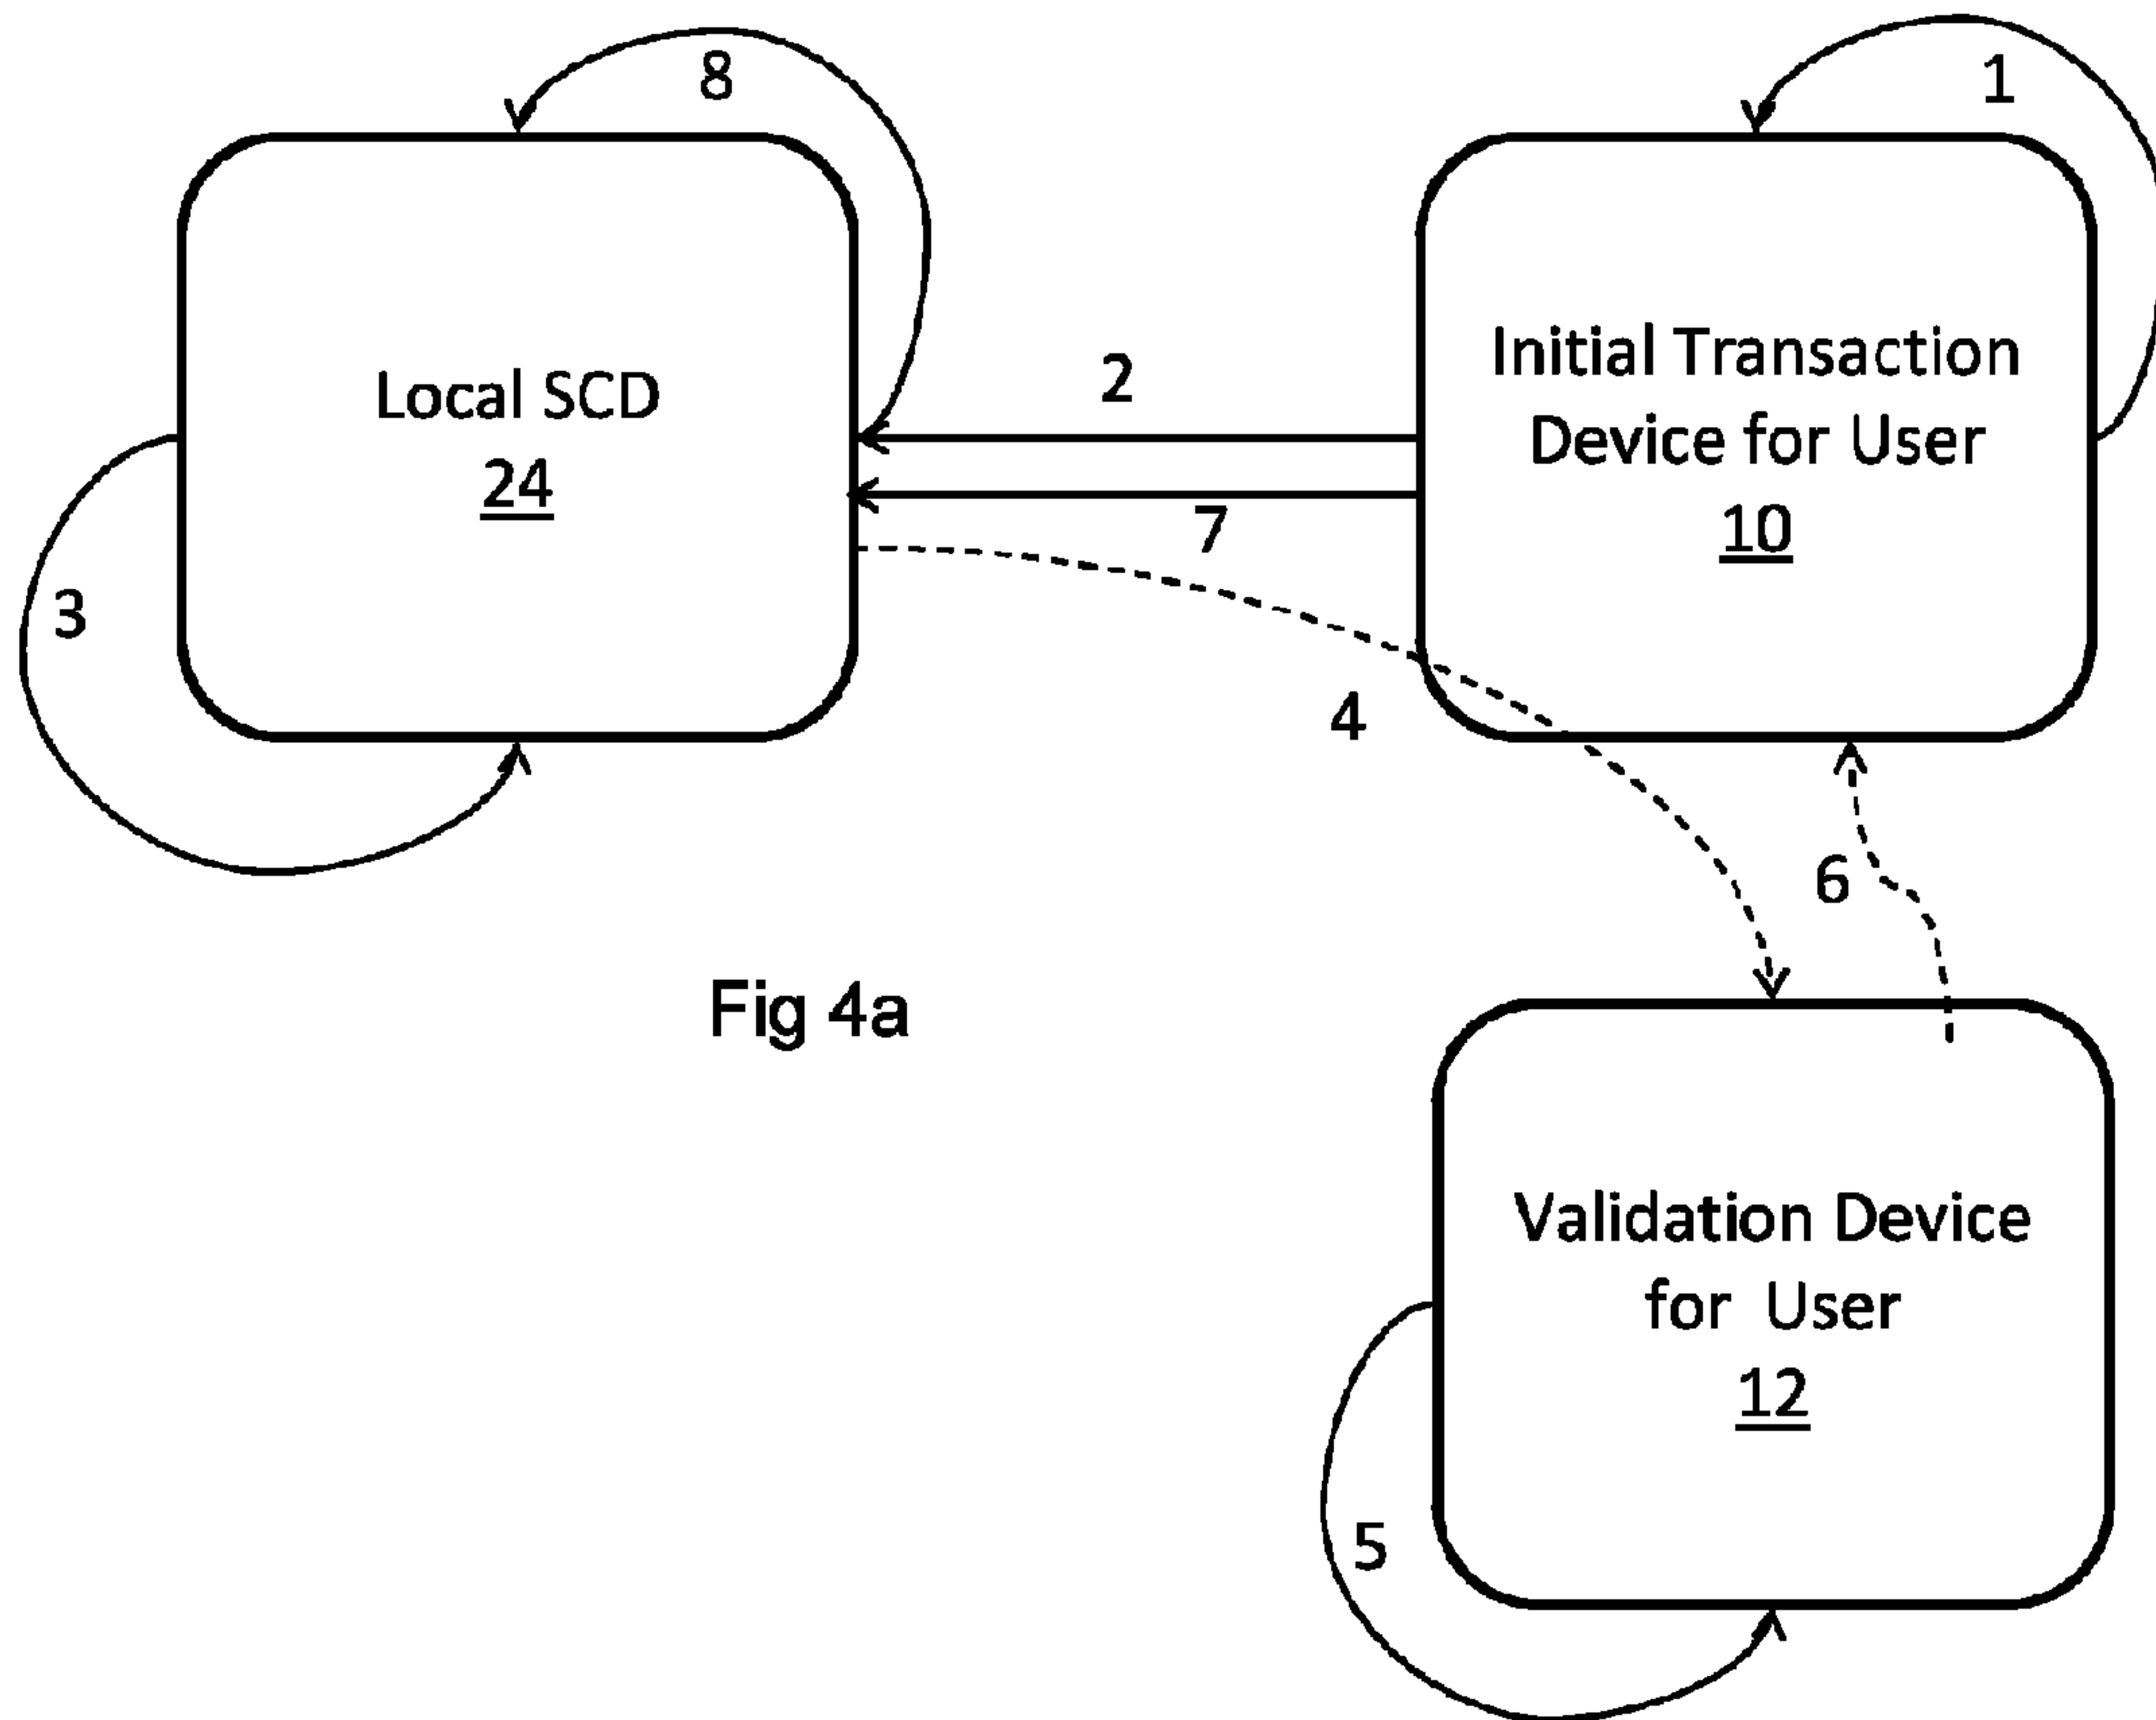 8
1
Local SCD
24
2
7
Initial Transaction
Device for User
10
3
4
6
Fig 4a
Validation Device
for User
12
5